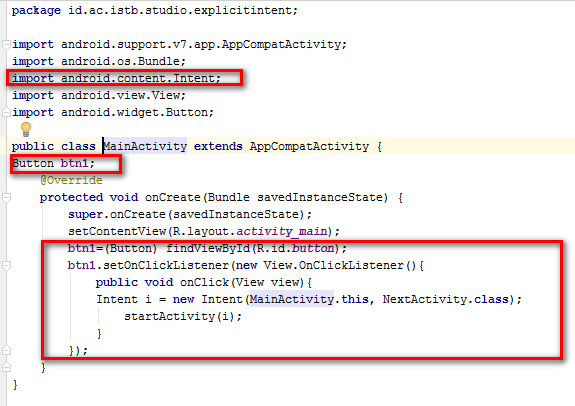 package id.ac.istb.studio.explicitintent;
import android.support.v7.app.AppCompatActivity;
import android.os.Bundle;
import android.content.Intent;
import android.view.View;
import android.widget.Button;
public class MainActivity extends AppCompatActivity {
Button btn1;
@Override
protected void onCreate(Bundle savedInstanceState) {
super.onCreate(savedInstanceState);
setContentView(R.layout.activity_main);
btn1=(Button) findViewById(R.id.button);
btn1.setOnClickListener(new View.OnClickListener(){
public void onClick(View view){
Intent i = new Intent(MainActivity.this, NextActivity.class);
startActivity(i);
}
});
}
}